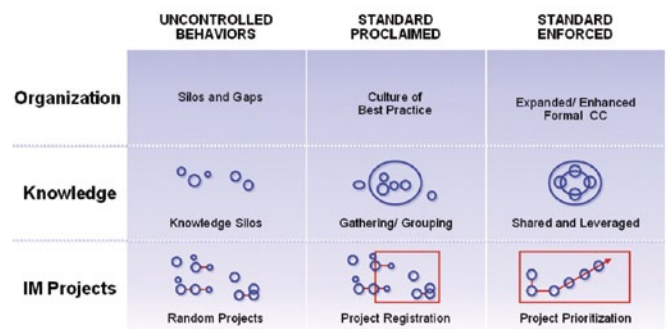 UNCONTROLLED BEHAVIORS
STANDARD PROCLAIMED
STANDARD ENFORCED
Organization
Silos and Gaps
Culture of
Best Practice
Expanded/ Enhanced
Formal CC
Knowledge
Knowledge Silos
Gathering/ Grouping
Shared and Leveraged
IM Projects
Random Projects
Project Registration
Project Prioritization